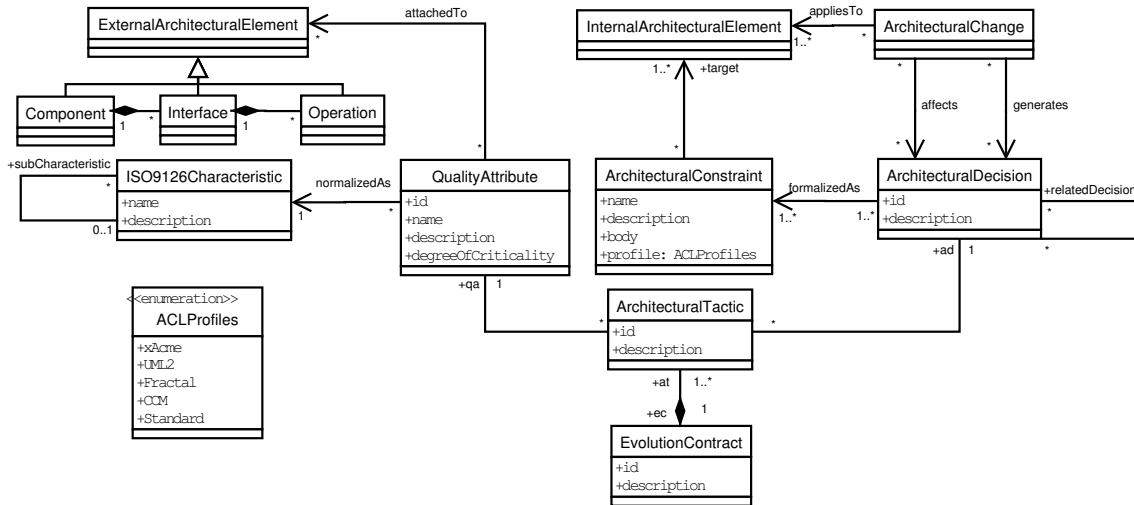 ExternalArchitecturalElement
attachedTo
*
InternalArchitecturalElement
appliesTo
1..*
*
ArchitecturalChange
1..*
+target
*
*
affects
generates
Component
1
*
Interface
1
*
Operation
*
*
+subCharacteristic
*
0..1
ISO9126Characteristic
+name
+description
normalizedAs
1
*
*
QualityAttribute
+id
+name
+description
+degreeOfCriticality
*
ArchitecturalConstraint
+name
+description
+body
+profile: ACLProfiles
formalizedAs
1..*
1..*
ArchitecturalDecision
+id
+description
+relatedDecision
*
*
+qa
1
+ad
1
<<enumeration>>
ACLProfiles
+xAcme
+UML2
+Fractal
+CCM
+Standard
*
ArchitecturalTactic
+id
+description
*
+at
1..*
+ec
1
EvolutionContract
+id
+description